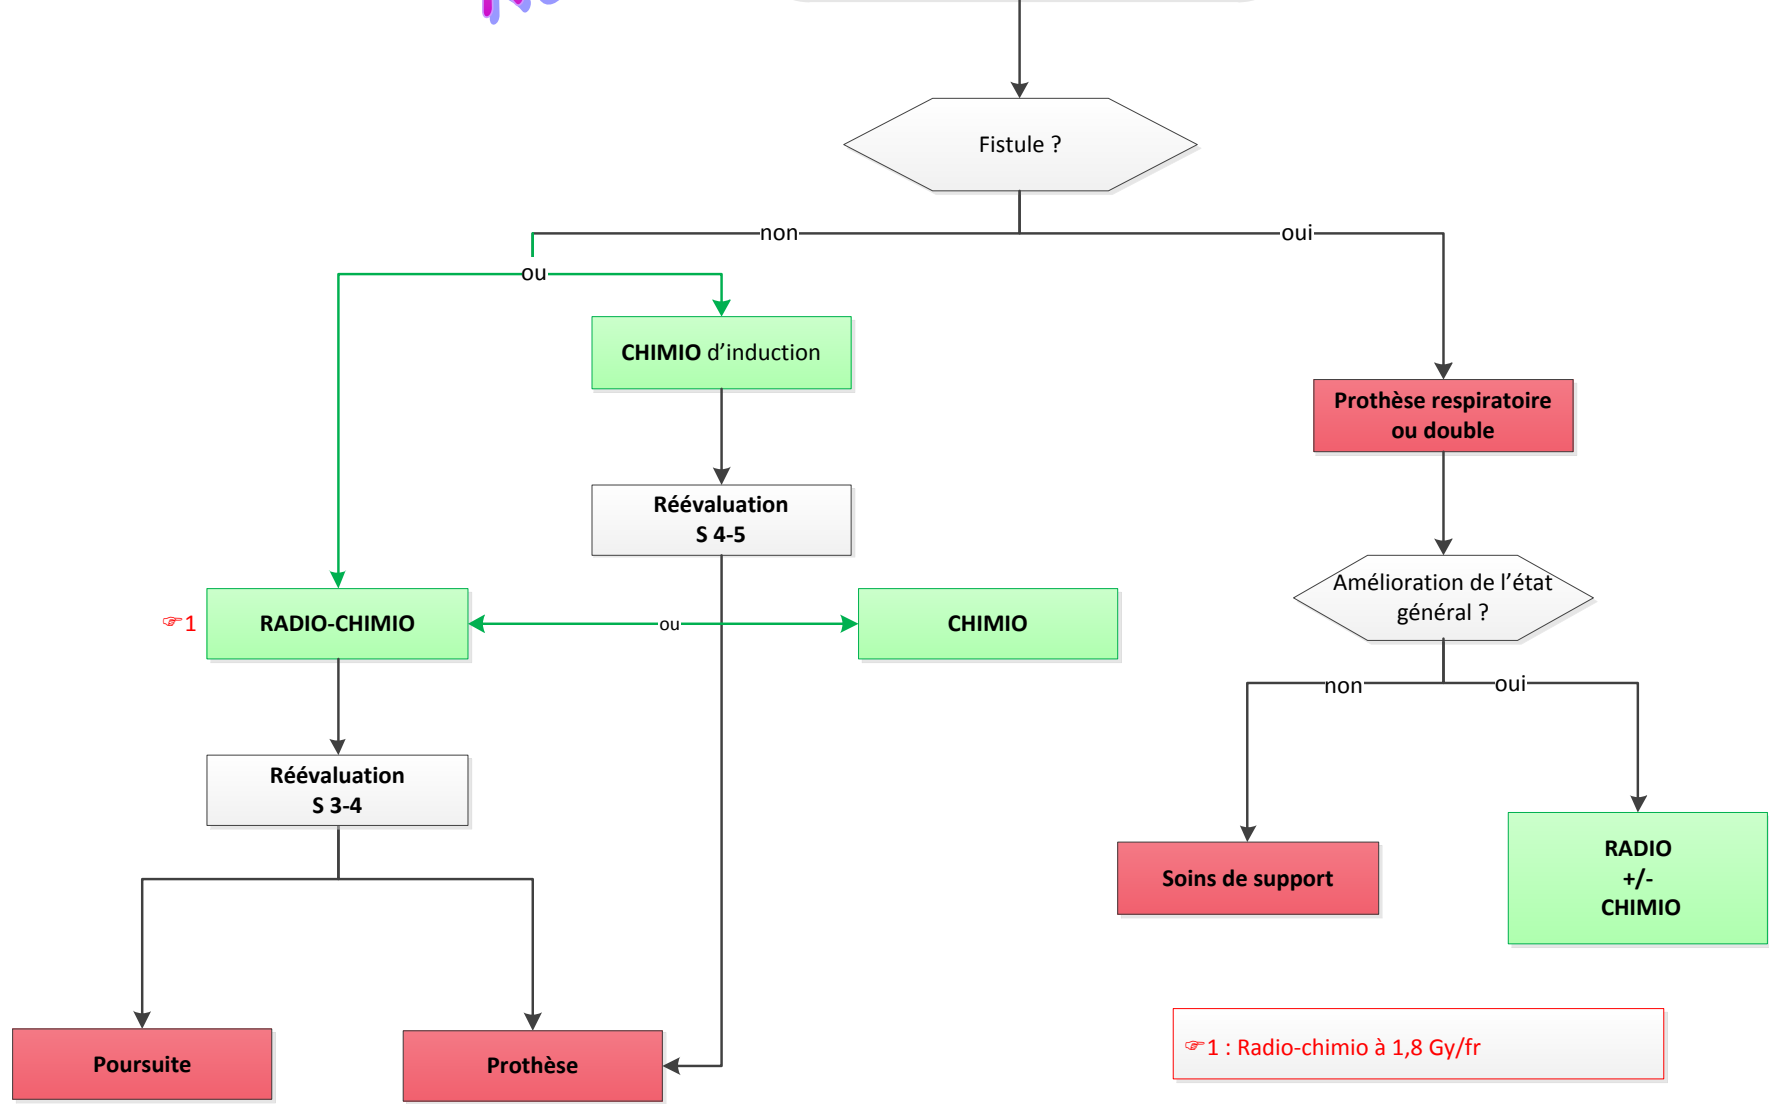 Fistule ?
non
oui
ou
CHIMIO d’induction
Prothèse respiratoire
ou double
Réévaluation
S 4-5
Amélioration de l’état
général ?
☞1
RADIO-CHIMIO
ou
CHIMIO
non
oui
Réévaluation
S 3-4
Soins de support
RADIO
+/-
CHIMIO
Poursuite
Prothèse
☞1 : Radio-chimio à 1,8 Gy/fr